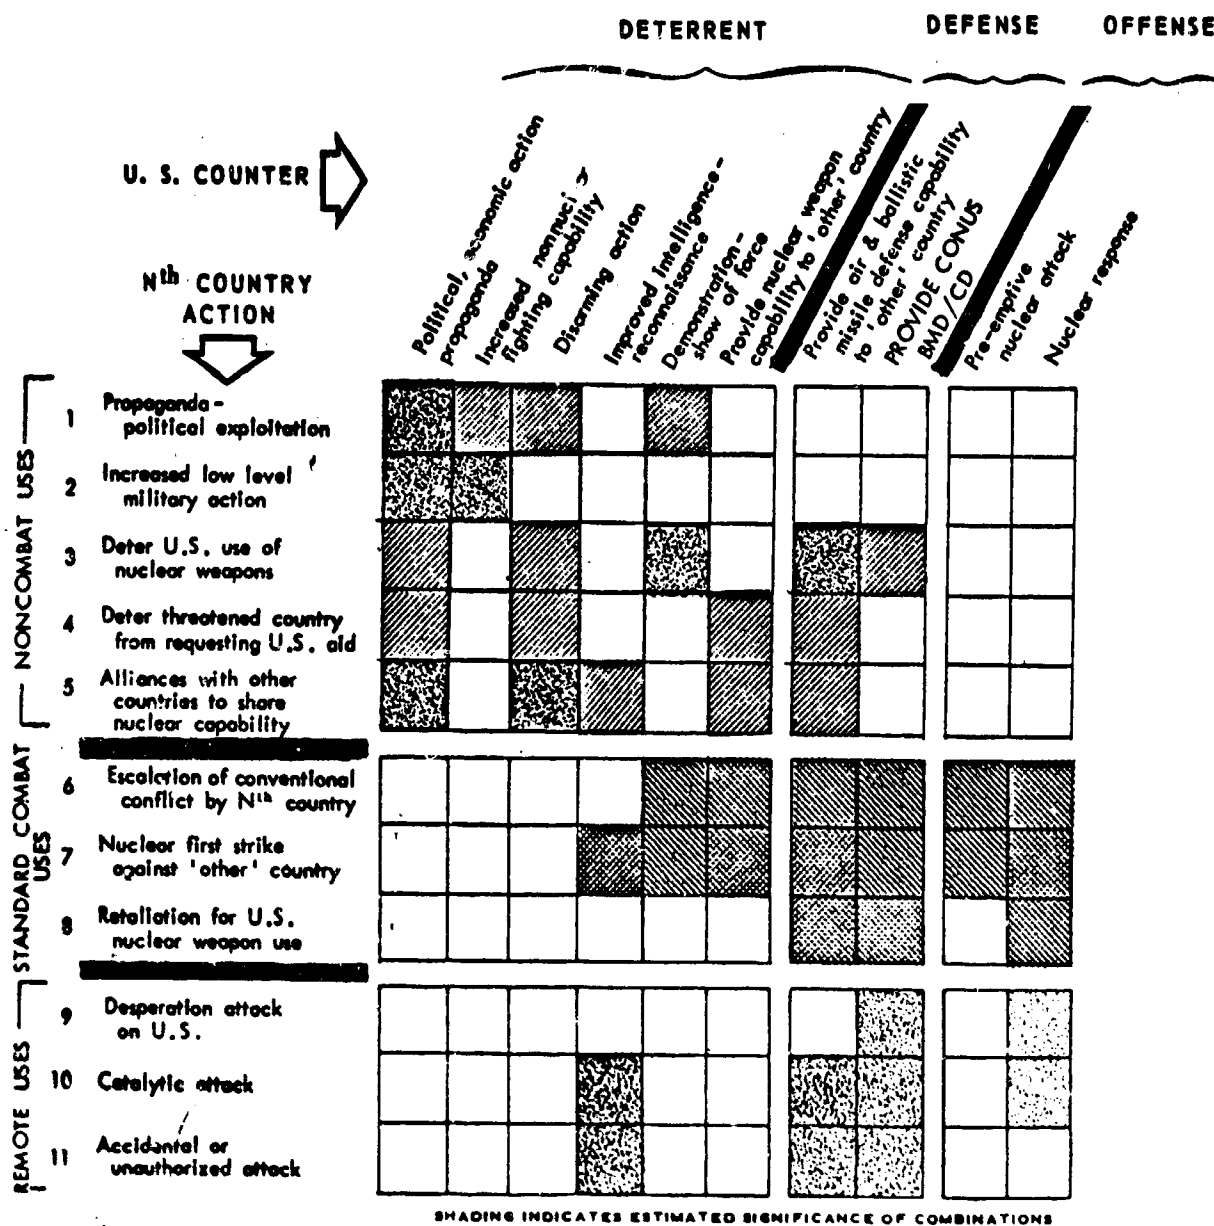 DETERRENT
DEFENSE
OFFENSE
U. S. COUNTER
Nth COUNTRY
ACTION
Political, economic action
propaganda
Increased
fighting capability
Disarming action
Improved Intelligence-
reconnaissance
Demonstration-
show of force
Provide nuclear weapon
capability to 'other' country
Provide air & ballistic
missile defense capability
to 'other' country
PROVIDE CONUS
BMD/CD
Pre-emptive
nuclear attack
Nuclear response
NONCOMBAT USES
1 Propaganda-
political exploitation
2 Increased low level
military action
3 Deter U.S. use of
nuclear weapons
4 Deter threatened country
from requesting U.S. aid
5 Alliances with other
countries to share
nuclear capability
STANDARD COMBAT
USES
6 Escalation of conventional
conflict by Nth country
7 Nuclear first strike
against 'other' country
8 Retaliation for U.S.
nuclear weapon use
REMOTE USES
9 Desperation attack
on U.S.
10 Catalytic attack
11 Accidental or
unauthorized attack
SHADING INDICATES ESTIMATED SIGNIFICANCE OF COMBINATIONS